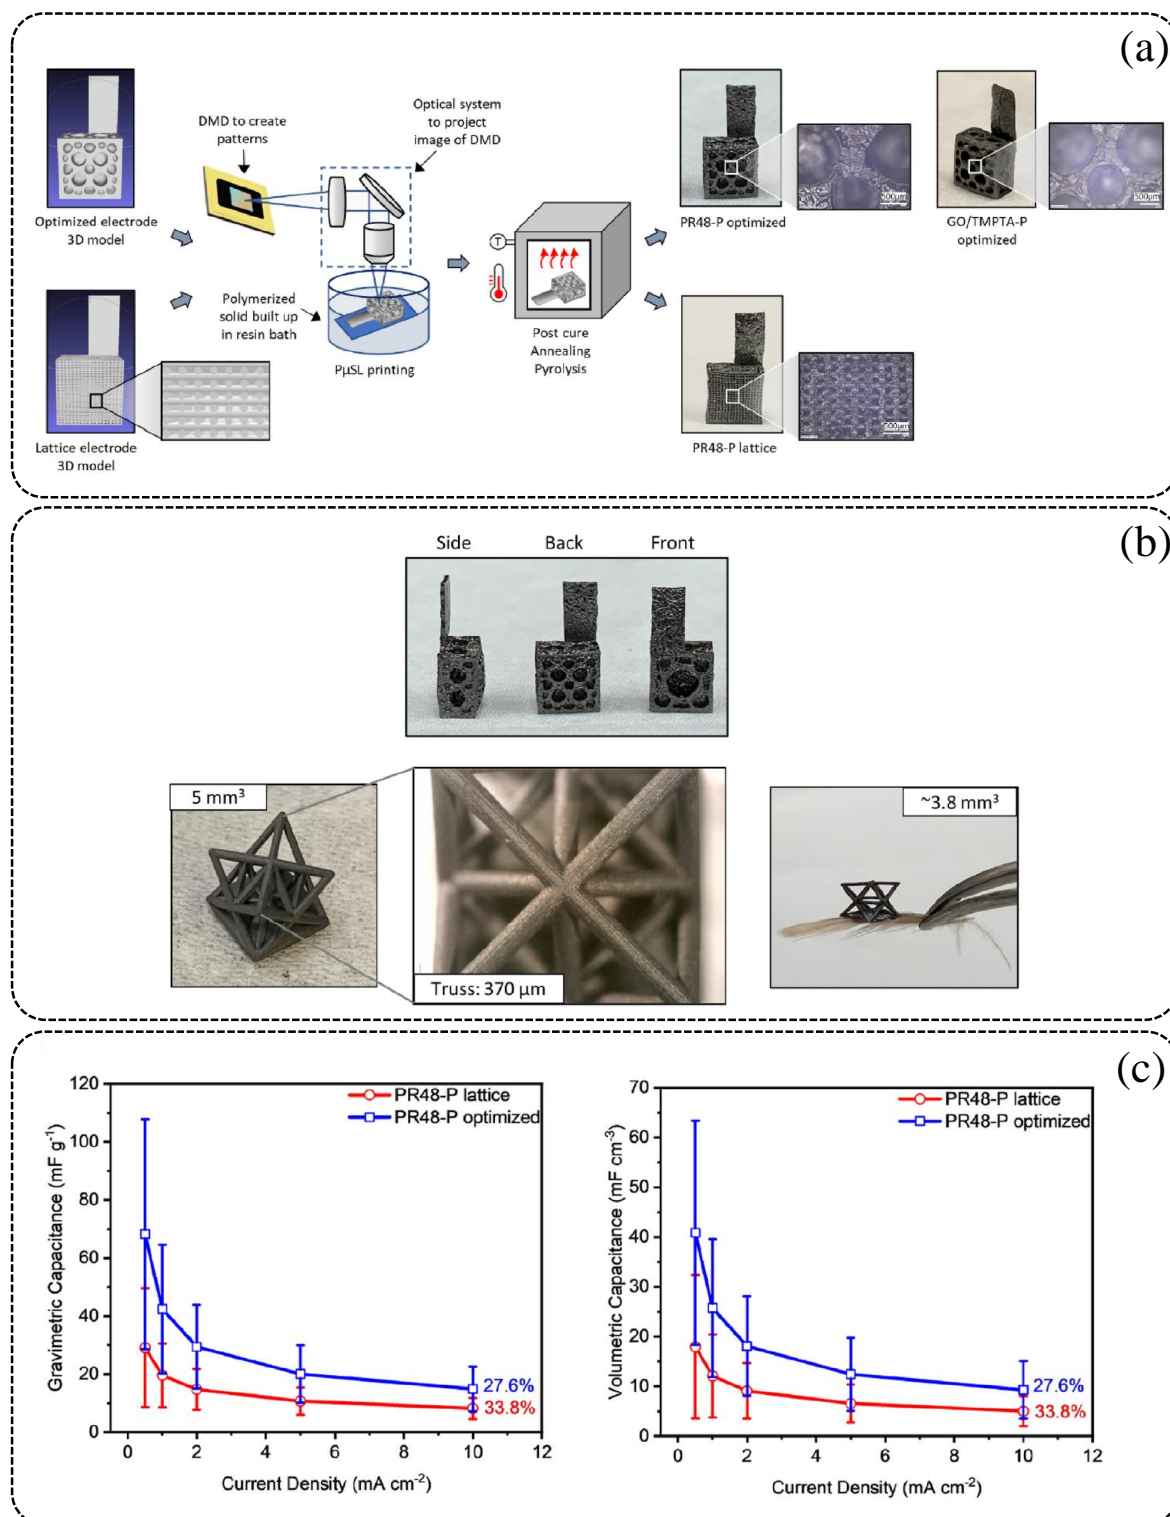 (a)
DMD to create
patterns
Optical system
to project
image of DMD
Optimized electrode
3D model
Polymerized
solid built up
in resin bath
PµSL printing
T
Post cure
Annealing
Pyrolysis
Lattice electrode
3D model
PR48-P optimized
500µm
GO/TMPTA-P
optimized
500µm
PR48-P lattice
500µm
(b)
Side Back Front
5 mm³
Truss: 370 µm
~3.8 mm³
(c)
PR48-P lattice
PR48-P optimized
Gravimetric Capacitance (mF g⁻¹)
120
100
80
60
40
20
0
27.6%
33.8%
0 2 4 6 8 10 12
Current Density (mA cm⁻²)
PR48-P lattice
PR48-P optimized
Volumetric Capacitance (mF cm⁻³)
70
60
50
40
30
20
10
0
27.6%
33.8%
0 2 4 6 8 10 12
Current Density (mA cm⁻²)